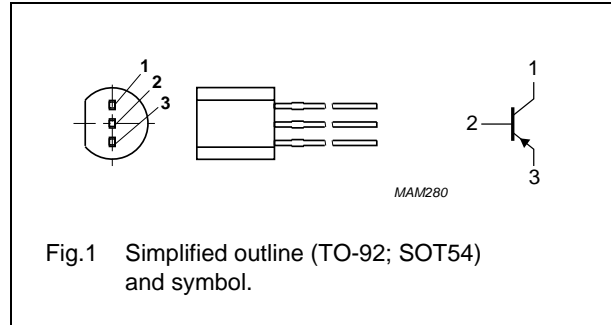 1
2
3
1
2
3
MAM280
Fig.1 Simplified outline (TO-92; SOT54)
and symbol.